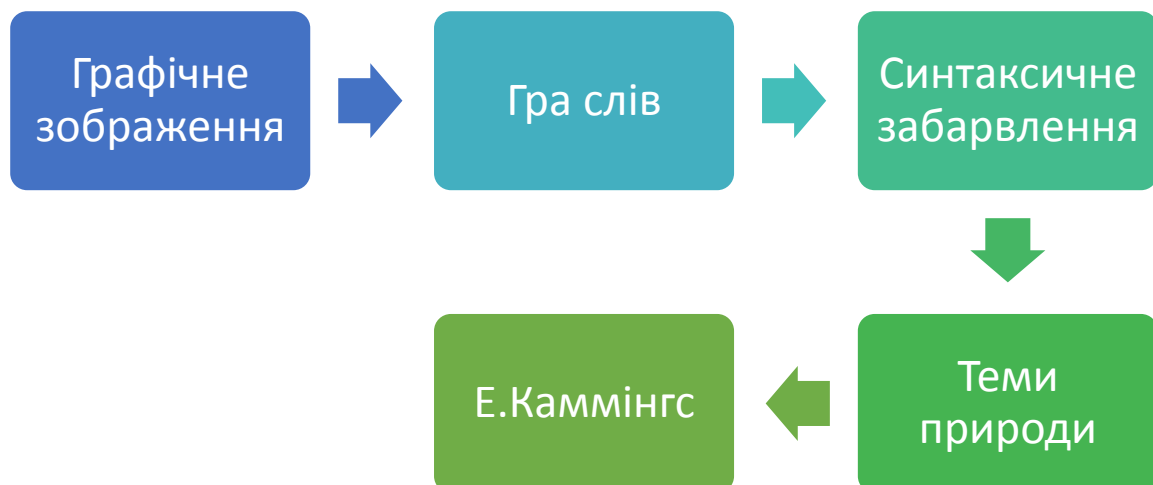 Графічне
зображення
Гра слів
Синтаксичне
забарвлення
Теми
природи
Е.Каммінгс